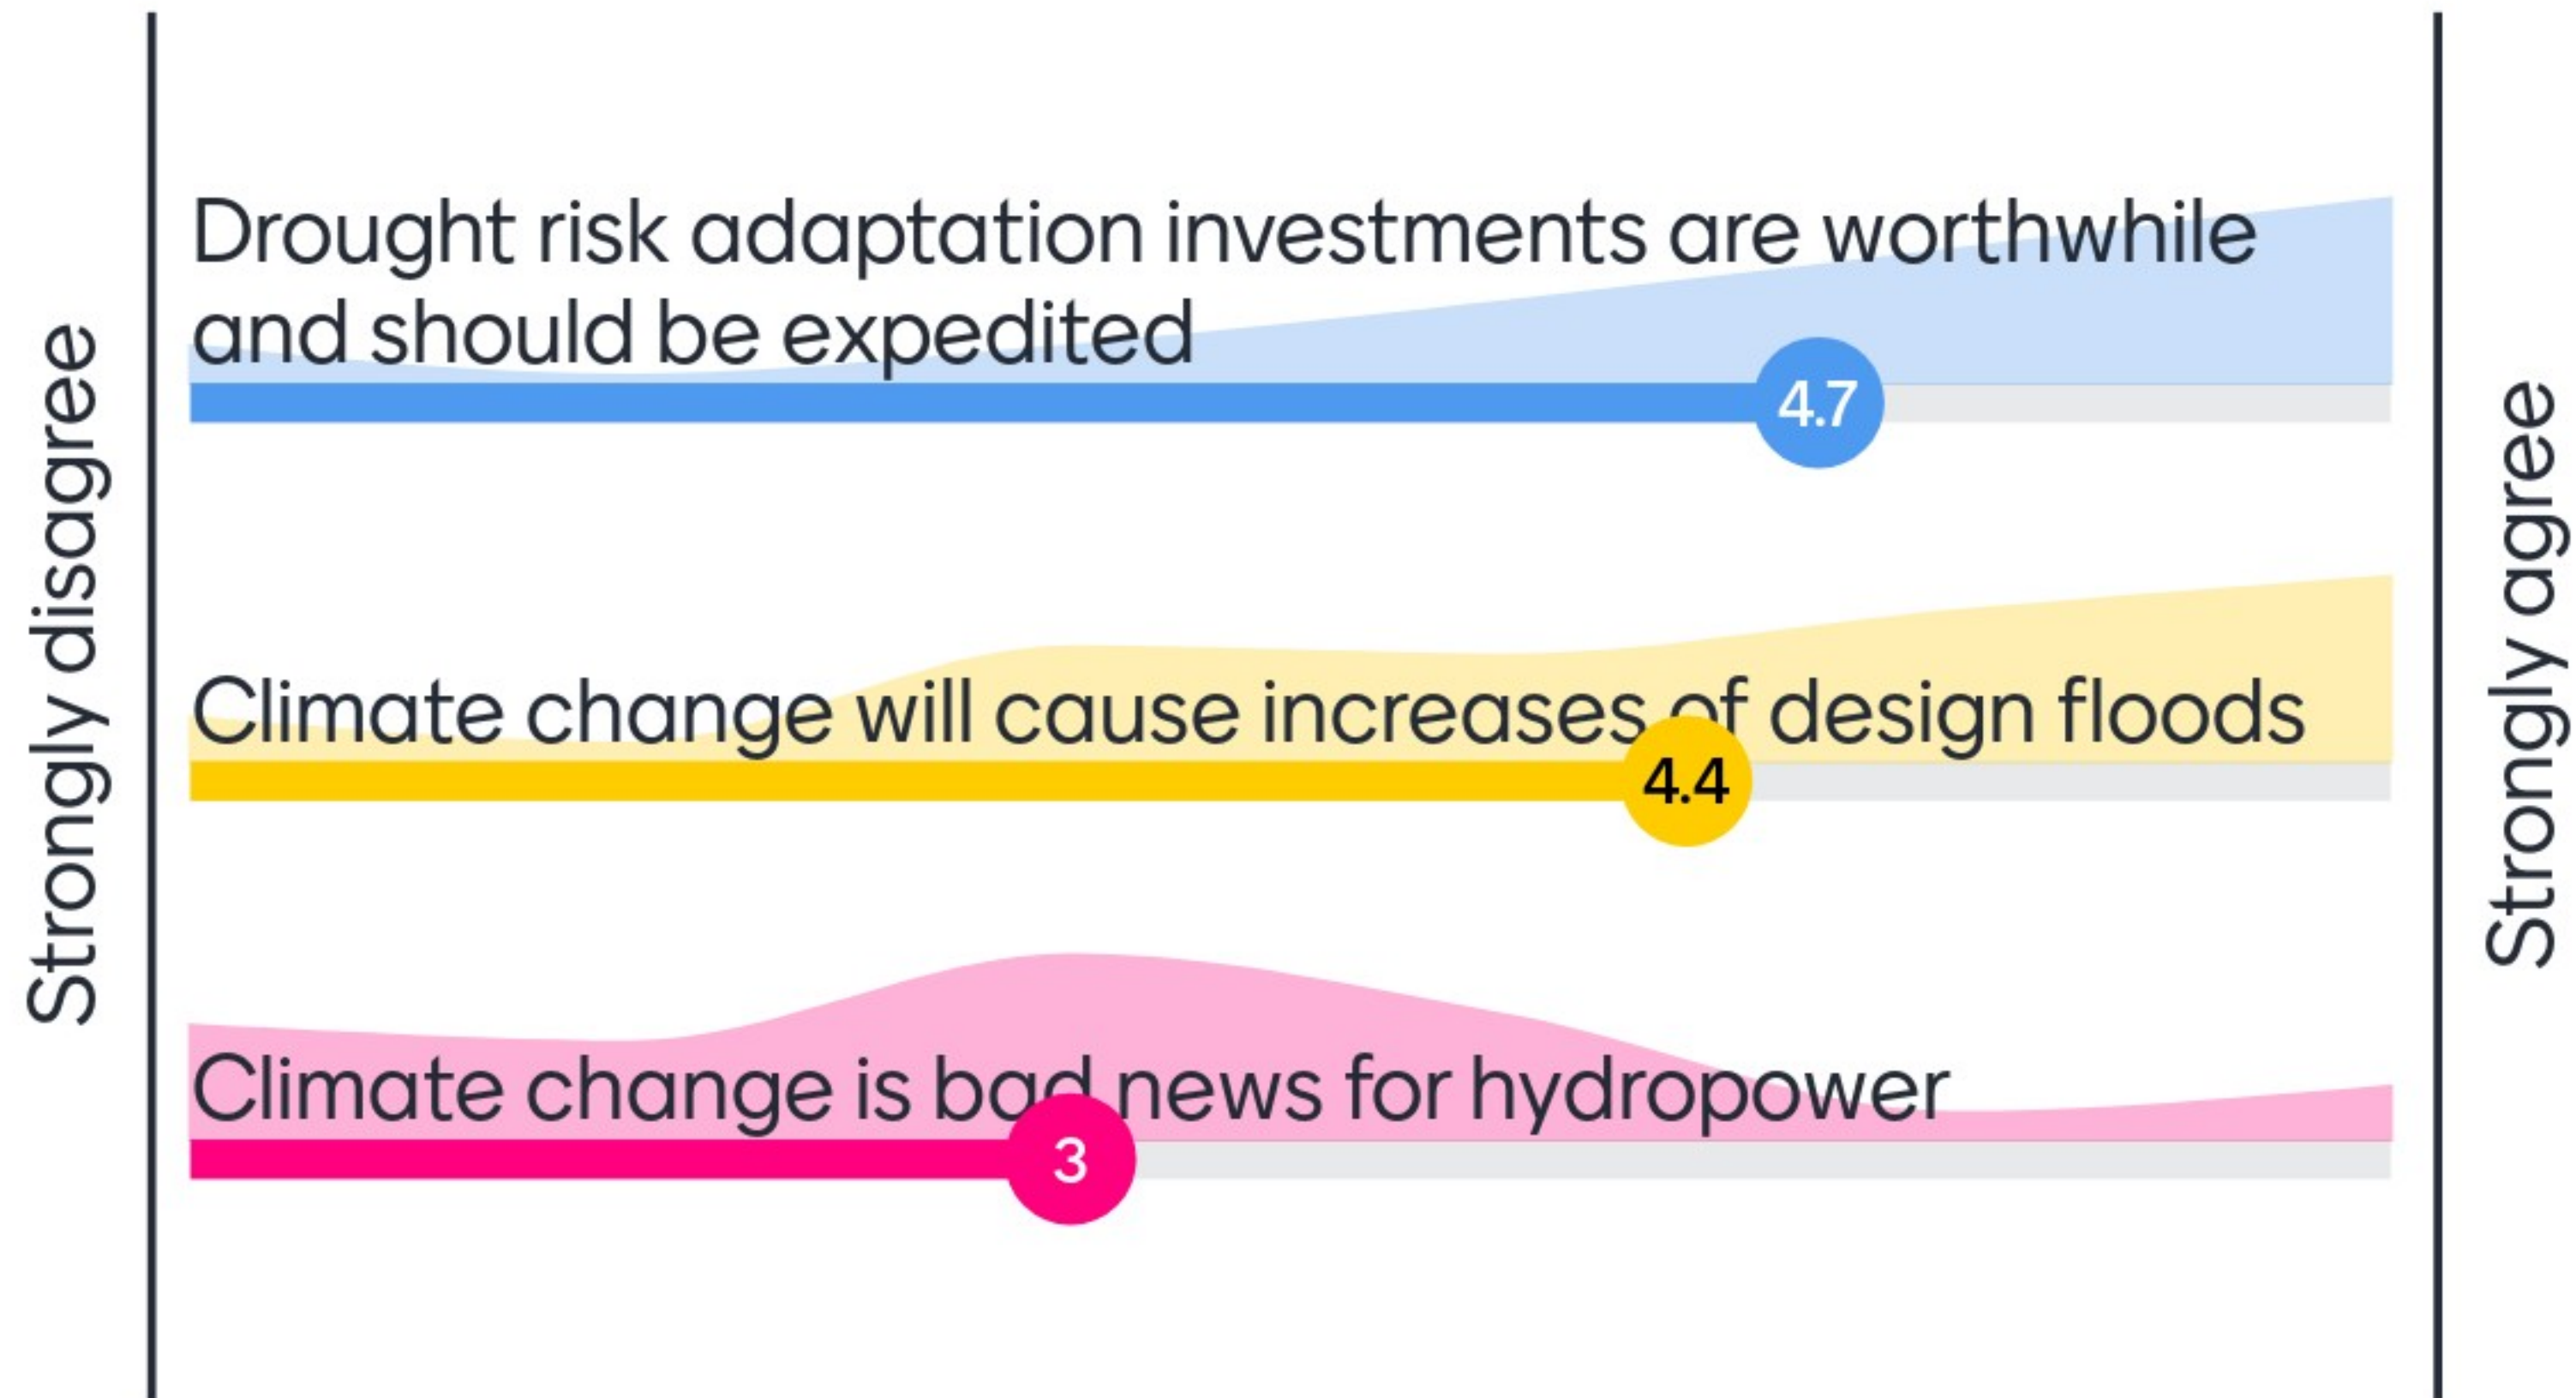 Strongly disagree
Drought risk adaptation investments are worthwhile
and should be expedited
4.7
Climate change will cause increases of design floods
4.4
Climate change is bad news for hydropower
3
Strongly agree